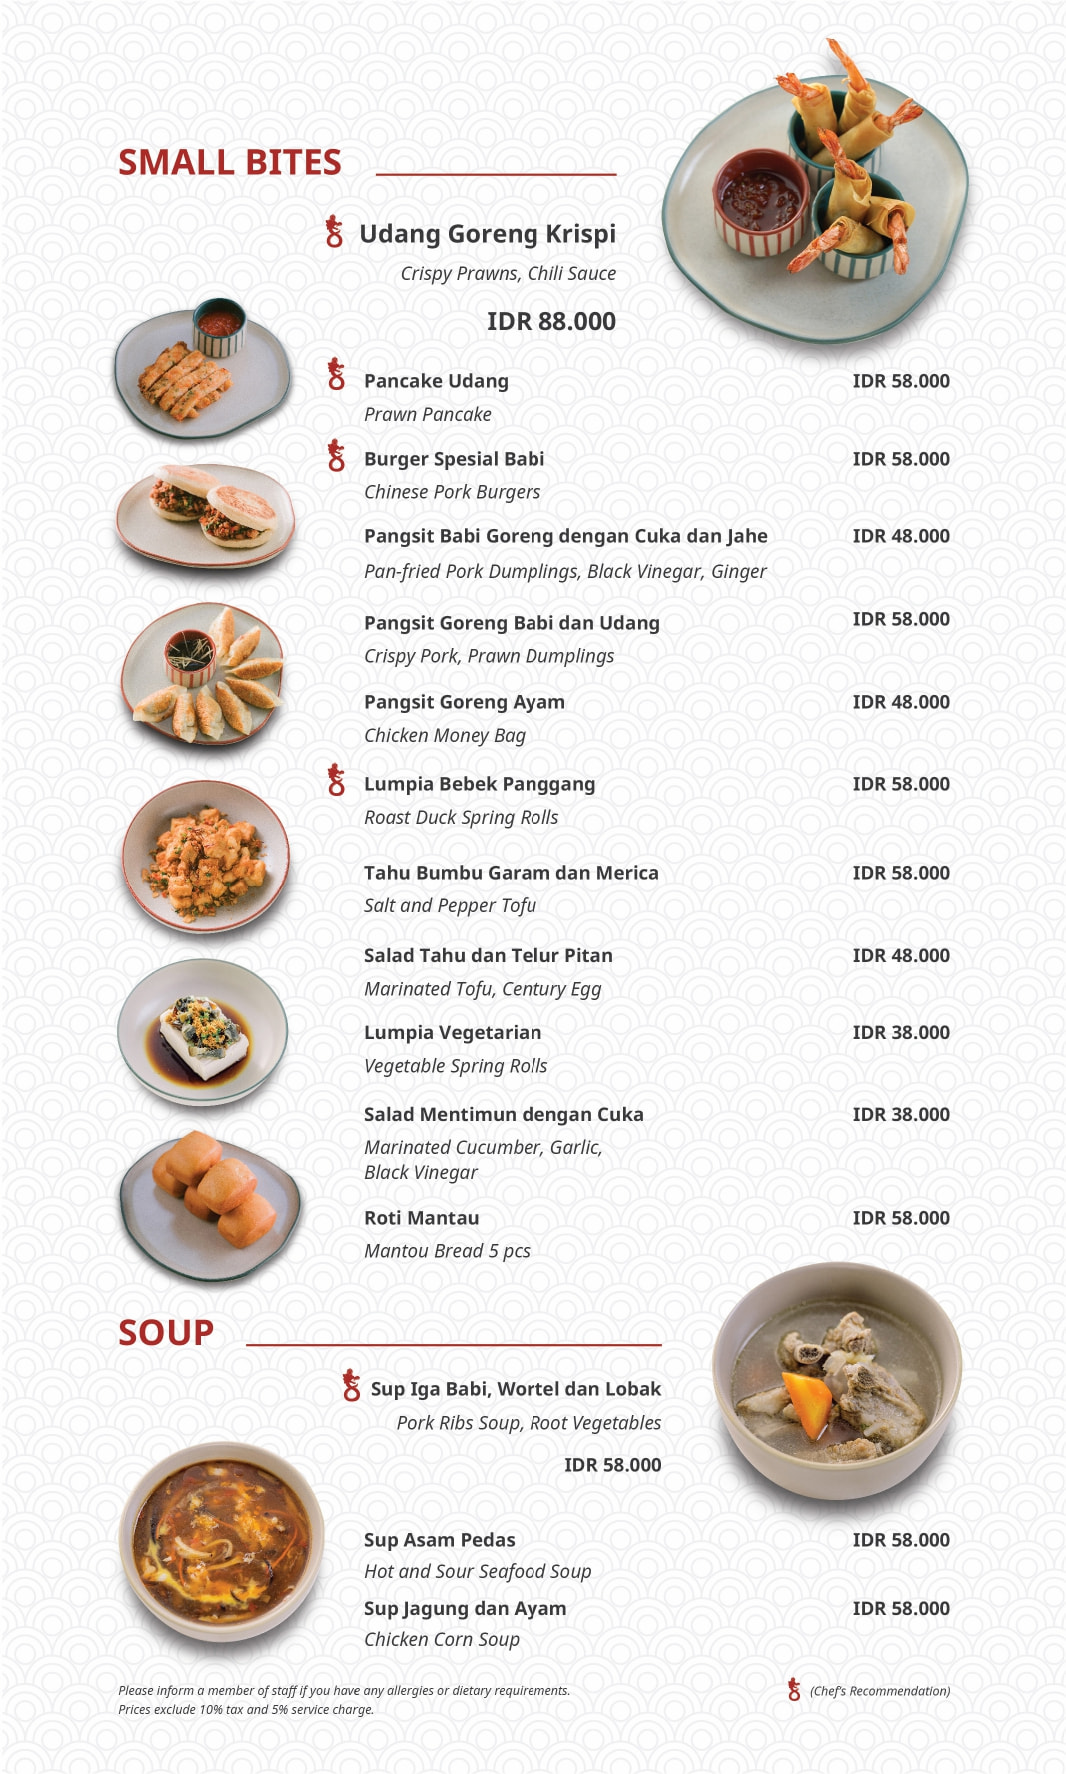 SMALL BITES
Udang Goreng Krispi
Crispy Prawns, Chili Sauce
IDR 88.000
Pancake Udang IDR 58.000
Prawn Pancake
Burger Spesial Babi IDR 58.000
Chinese Pork Burgers
Pangsit Babi Goreng dengan Cuka dan Jahe IDR 48.000
Pan-fried Pork Dumplings, Black Vinegar, Ginger
Pangsit Goreng Babi dan Udang IDR 58.000
Crispy Pork, Prawn Dumplings
Pangsit Goreng Ayam IDR 48.000
Chicken Money Bag
Lumpia Bebek Panggang IDR 58.000
Roast Duck Spring Rolls
Tahu Bumbu Garam dan Merica IDR 58.000
Salt and Pepper Tofu
Salad Tahu dan Telur Pitan IDR 48.000
Marinated Tofu, Century Egg
Lumpia Vegetarian IDR 38.000
Vegetable Spring Rolls
Salad Mentimun dengan Cuka IDR 38.000
Marinated Cucumber, Garlic,
Black Vinegar
Roti Mantau IDR 58.000
Mantou Bread 5 pcs
SOUP
Sup Iga Babi, Wortel dan Lobak
Pork Ribs Soup, Root Vegetables
IDR 58.000
Sup Asam Pedas IDR 58.000
Hot and Sour Seafood Soup
Sup Jagung dan Ayam IDR 58.000
Chicken Corn Soup
Please inform a member of staff if you have any allergies or dietary requirements.
Prices exclude 10% tax and 5% service charge.
(Chef's Recommendation)